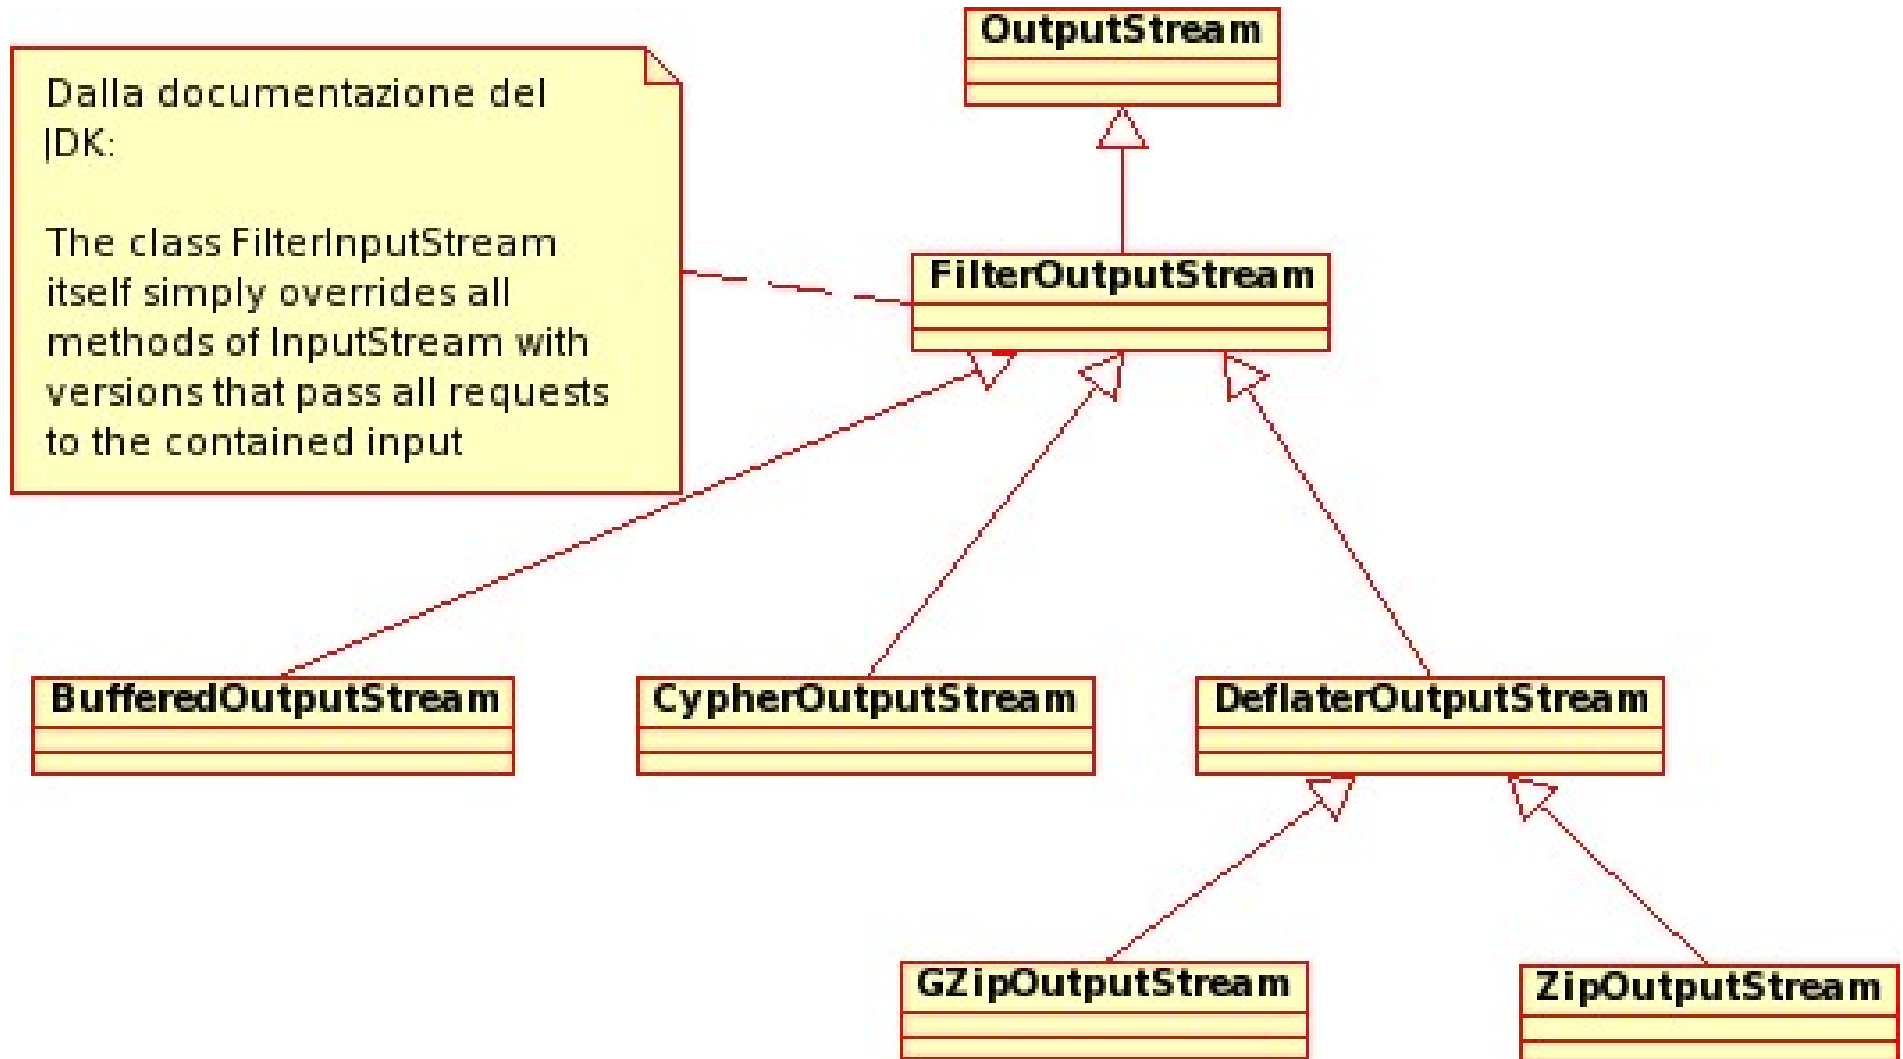 OutputStream
Dalla documentazione del
JDK:
The class FilterInputStream
itself simply overrides all
methods of InputStream with
versions that pass all requests
to the contained input
FilterOutputStream
BufferedOutputStream
CypherOutputStream
DeflaterOutputStream
GZipOutputStream
ZipOutputStream